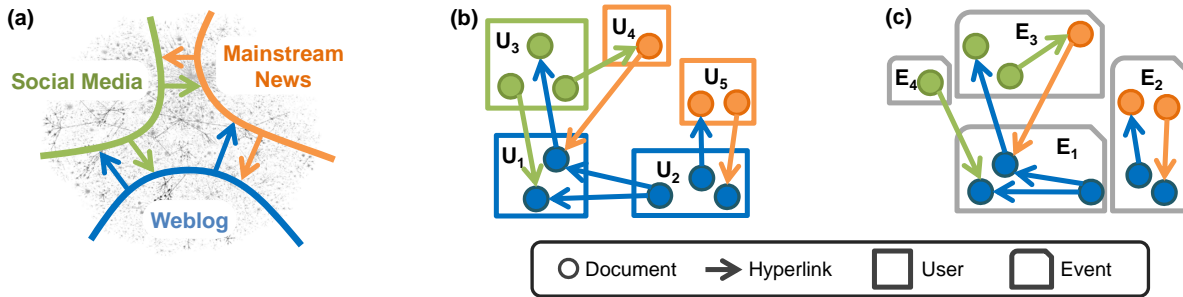 (a)
Social Media
Mainstream
News
Weblog
(b)
U3
U4
U5
U1
U2
(c)
E3
E4
E2
E1
Document
Hyperlink
User
Event